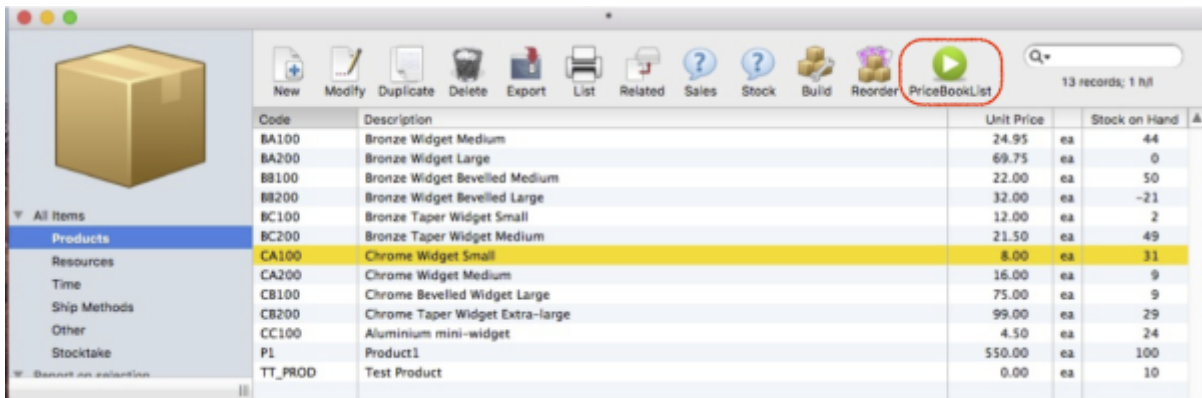 New Modify Duplicate Delete Export List Related Sales Stock Build Reorder PriceBookList
13 records; 1 h/l
All Items
Products
Resources
Time
Ship Methods
Other
Stocktake
Report on selection
Code Description Unit Price Stock on Hand
BA100 Bronze Widget Medium 24.95 ea 44
BA200 Bronze Widget Large 69.75 ea 0
BB100 Bronze Widget Bevelled Medium 22.00 ea 50
BB200 Bronze Widget Bevelled Large 32.00 ea -21
BC100 Bronze Taper Widget Small 12.00 ea 2
BC200 Bronze Taper Widget Medium 21.50 ea 49
CA100 Chrome Widget Small 8.00 ea 31
CA200 Chrome Widget Medium 16.00 ea 9
CB100 Chrome Bevelled Widget Large 75.00 ea 9
CB200 Chrome Taper Widget Extra-large 99.00 ea 29
CC100 Aluminium mini-widget 4.50 ea 24
P1 Product1 550.00 ea 100
TT_PROD Test Product 0.00 ea 10